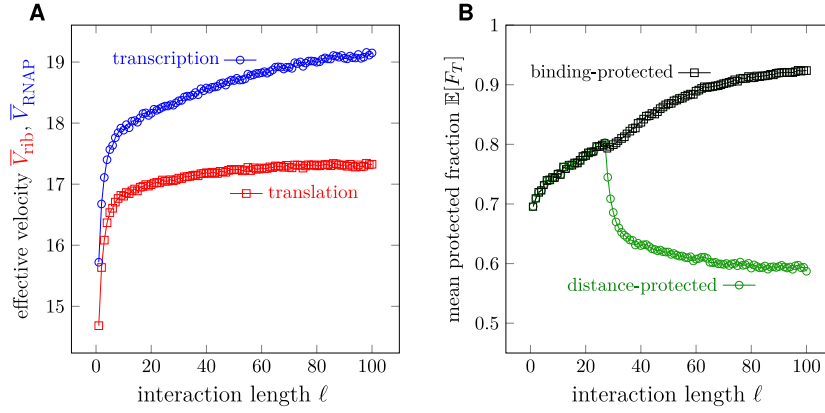 A
effective velocity V̅rib, V̅RNAP
19
18
17
16
15
transcription
translation
0 20 40 60 80 100
interaction length ℓ
B
mean protected fraction 𝔼[F_T]
1
0.9
0.8
0.7
0.6
0.5
binding-protected
distance-protected
0 20 40 60 80 100
interaction length ℓ